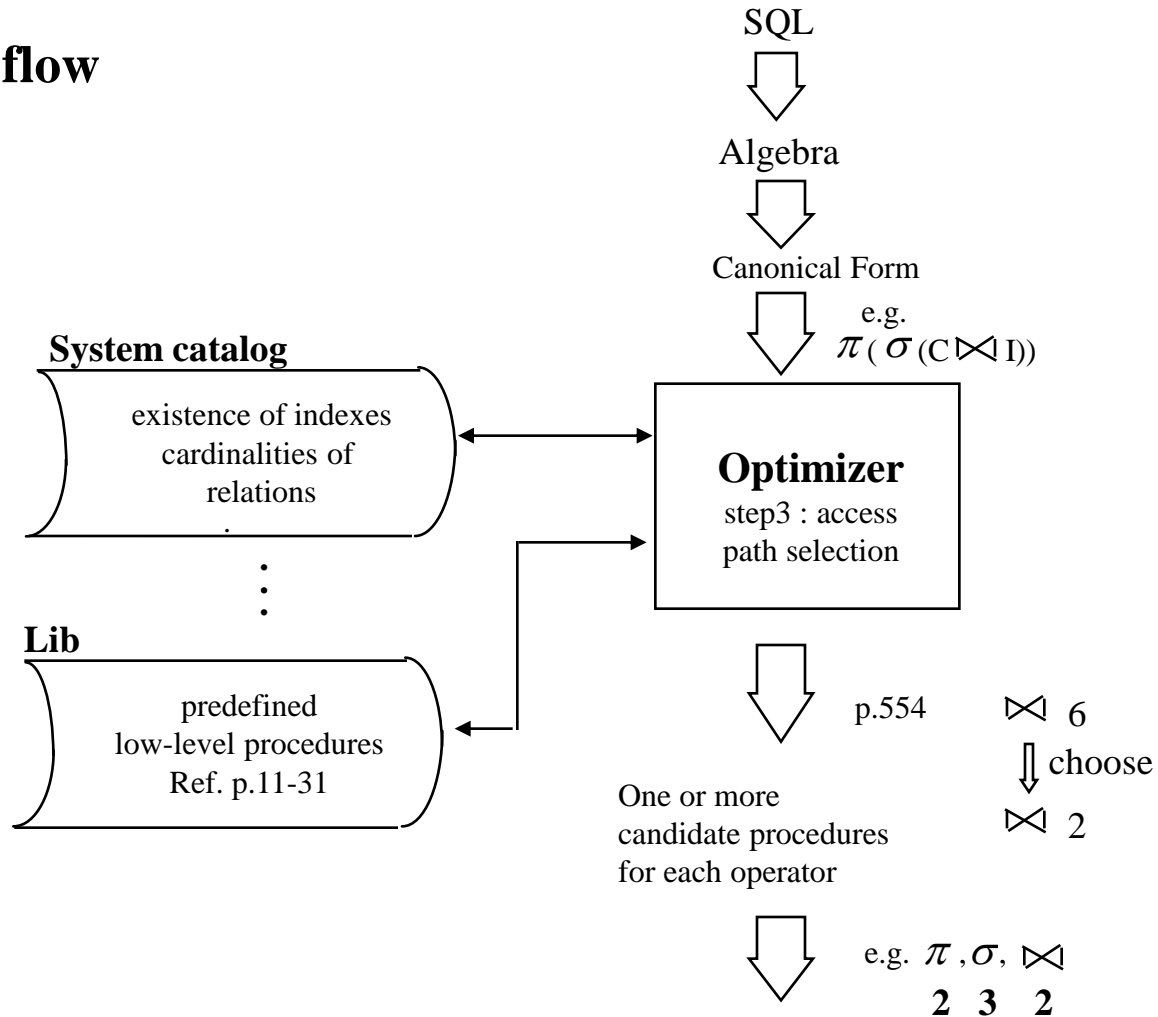 flow
SQL
Algebra
Canonical Form
e.g.
π ( σ (C ⋈ I))
System catalog
existence of indexes
cardinalities of
relations
.
Optimizer
step3 : access
path selection
Lib
predefined
low-level procedures
Ref. p.11-31
p.554
⋈ 6
choose
⋈ 2
One or more
candidate procedures
for each operator
e.g. π , σ, ⋈
2 3 2